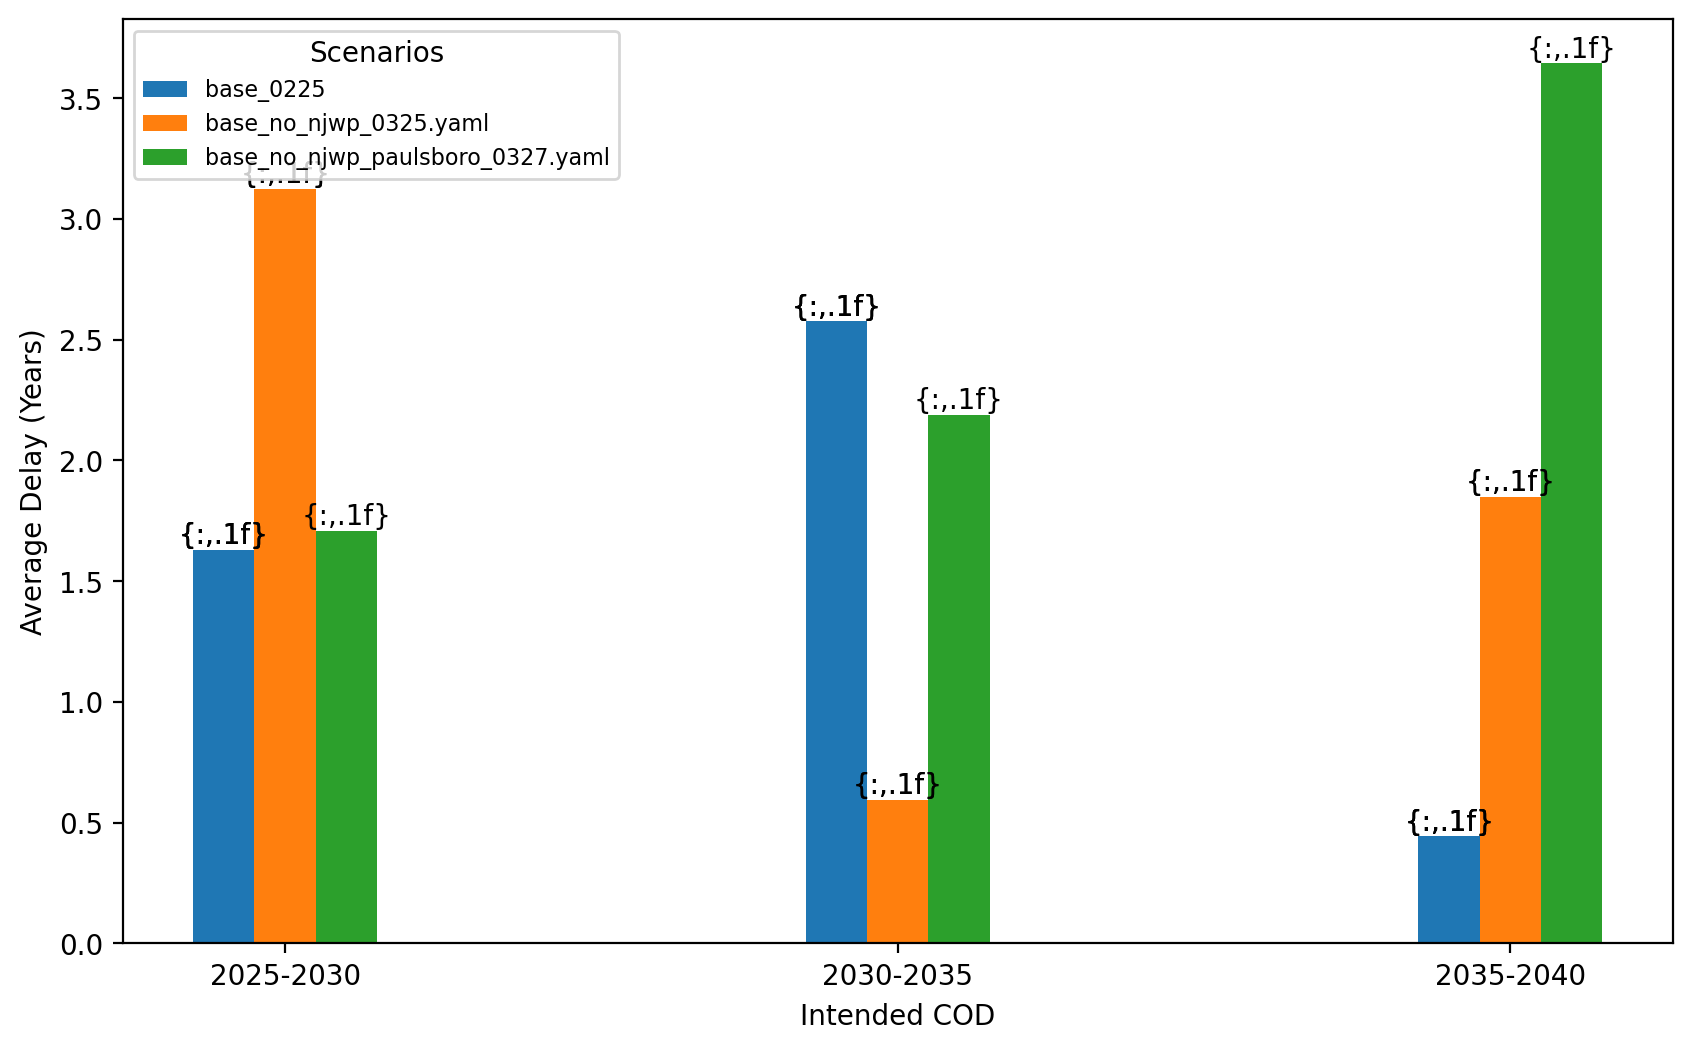 Scenarios
base_0225
base_no_njwp_0325.yaml
base_no_njwp_paulsboro_0327.yaml
{:,.1f}
{:,.1f}
{:,.1f}
{:,.1f}
{:,.1f}
{:,.1f}
{:,.1f}
{:,.1f}
{:,.1f}
3.5
3.0
2.5
2.0
1.5
1.0
0.5
0.0
Average Delay (Years)
2025-2030
2030-2035
2035-2040
Intended COD